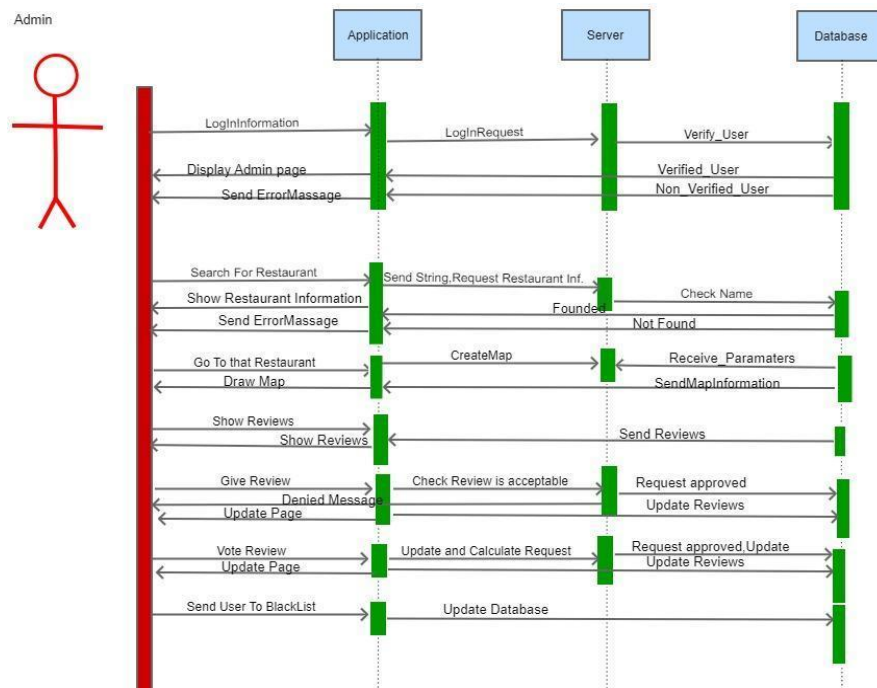 Admin
Application
Server
Database
LogInInformation
LogInRequest
Verify_User
Display Admin page
Verified_User
Send ErrorMassage
Non_Verified_User
Search For Restaurant
Send String,Request Restaurant Inf.
Check Name
Show Restaurant Information
Founded
Send ErrorMassage
Not Found
Go To that Restaurant
CreateMap
Receive_Paramaters
Draw Map
SendMapInformation
Show Reviews
Send Reviews
Show Reviews
Give Review
Check Review is acceptable
Request approved
Denied Message
Update Page
Update Reviews
Vote Review
Update and Calculate Request
Request approved,Update
Update Page
Update Reviews
Send User To BlackList
Update Database